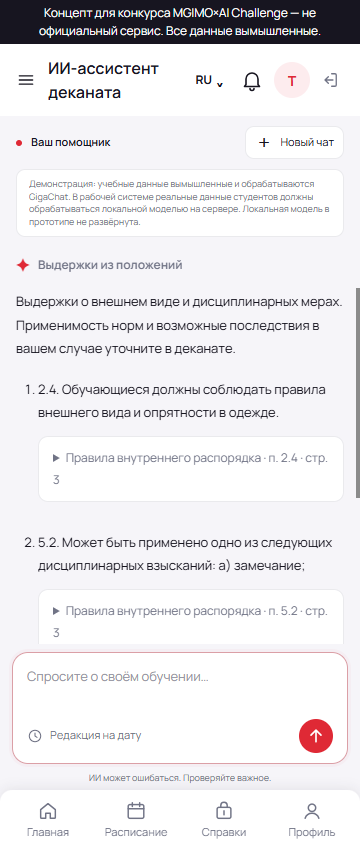 Концепт для конкурса MGIMO×AI Challenge — не
официальный сервис. Все данные вымышленные.
ИИ-ассистент
деканата
RU
T
Ваш помощник
+ Новый чат
Демонстрация: учебные данные вымышленные и обрабатываются
GigaChat. В рабочей системе реальные данные студентов должны
обрабатываться локальной моделью на сервере. Локальная модель в
прототипе не развёрнута.
Выдержки из положений
Выдержки о внешнем виде и дисциплинарных мерах.
Применимость норм и возможные последствия в
вашем случае уточните в деканате.
1. 2.4. Обучающиеся должны соблюдать правила
внешнего вида и опрятности в одежде.
Правила внутреннего распорядка · п. 2.4 · стр.
3
2. 5.2. Может быть применено одно из следующих
дисциплинарных взысканий: а) замечание;
Правила внутреннего распорядка · п. 5.2 · стр.
3
Спросите о своём обучении…
Редакция на дату
ИИ может ошибаться. Проверяйте важное.
Главная
Расписание
Справки
Профиль